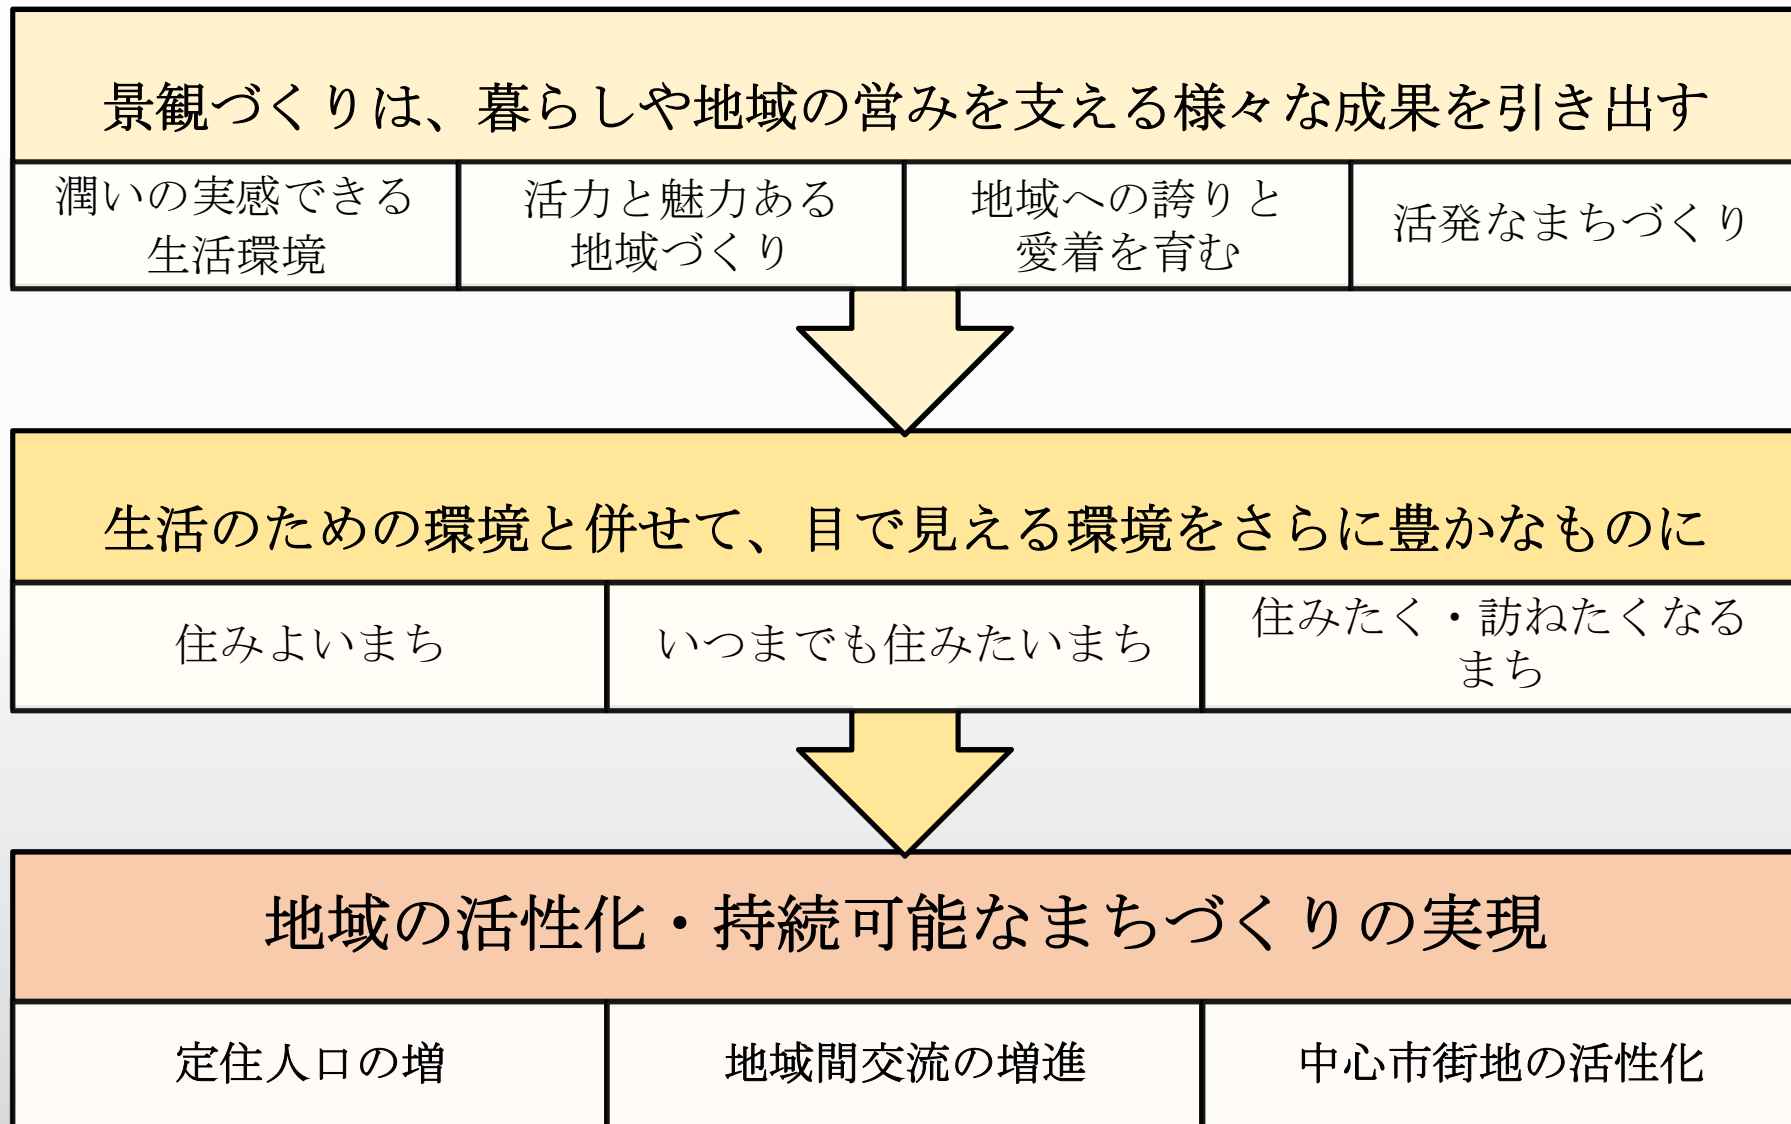 景観づくりは、暮らしや地域の営みを支える様々な成果を引き出す
潤いの実感できる
生活環境
活力と魅力ある
地域づくり
地域への誇りと
愛着を育む
活発なまちづくり
生活のための環境と併せて、目で見える環境をさらに豊かなものに
住みよいまち
いつまでも住みたいまち
住みたく・訪ねたくなる
まち
地域の活性化・持続可能なまちづくりの実現
定住人口の増
地域間交流の増進
中心市街地の活性化